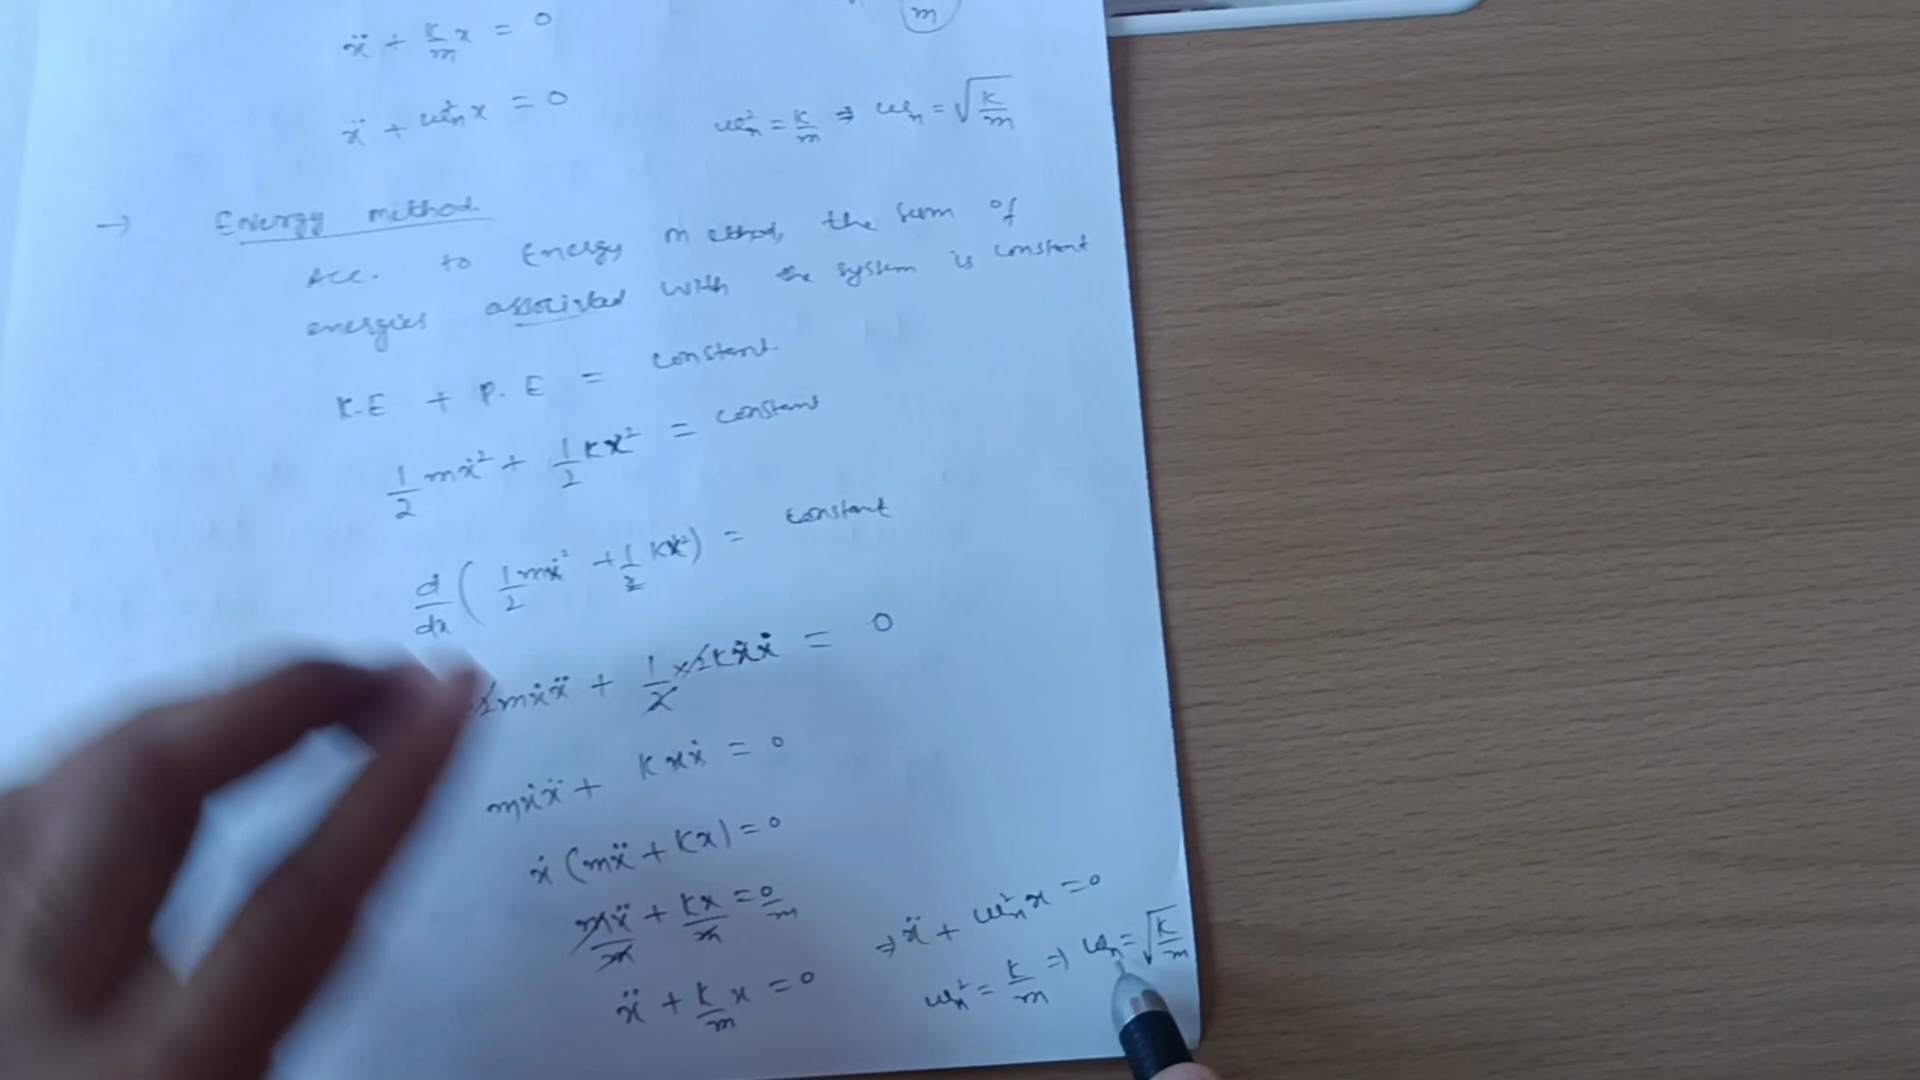 m
ẍ + k/m x = 0
ẍ + ωn² x = 0
ωn² = k/m ⇒ ωn = √(k/m)
→ Energy method
Acc. to Energy method, the sum of
energies associated with the system is constant
K.E + P.E = constant
1/2 mẋ² + 1/2 kx² = constant
d/dx ( 1/2 mẋ² + 1/2 kx² ) = constant
2mẋẍ + 1/2 × 2kxẋ = 0
mẋẍ + kxẋ = 0
ẋ (mẍ + kx) = 0
mẍ/m + kx/m = 0/m
ẍ + k/m x = 0
⇒ ẍ + ωn² x = 0
ωn² = k/m ⇒ ωn = √(k/m)